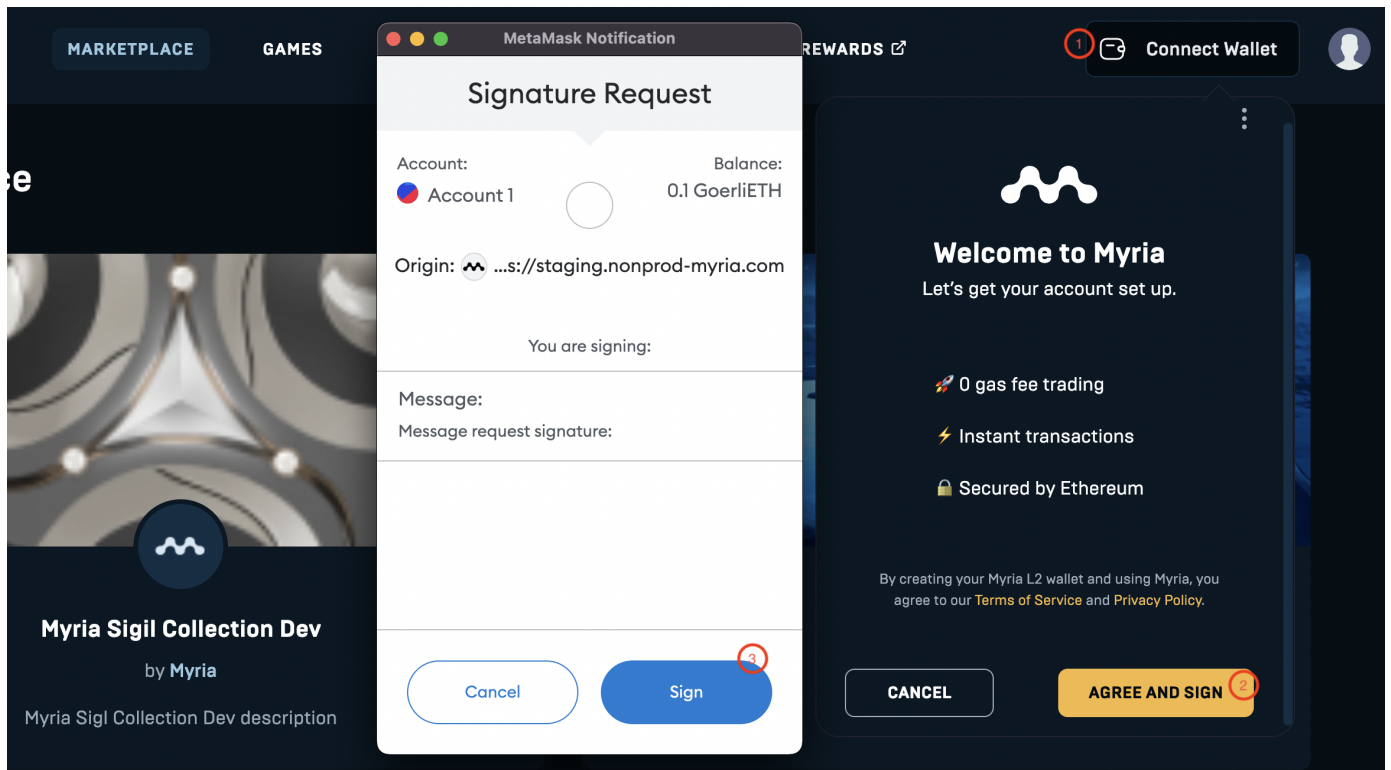 MARKETPLACE
GAMES
MetaMask Notification
REWARDS
1
Connect Wallet
Signature Request
Account:
Balance:
Account 1
0.1 GoerliETH
Origin: ...s://staging.nonprod-myria.com
You are signing:
Message:
Message request signature:
Cancel
Sign
3
Welcome to Myria
Let's get your account set up.
🚀 0 gas fee trading
⚡ Instant transactions
🔒 Secured by Ethereum
By creating your Myria L2 wallet and using Myria, you
agree to our Terms of Service and Privacy Policy.
CANCEL
AGREE AND SIGN
2
Myria Sigil Collection Dev
by Myria
Myria Sigl Collection Dev description